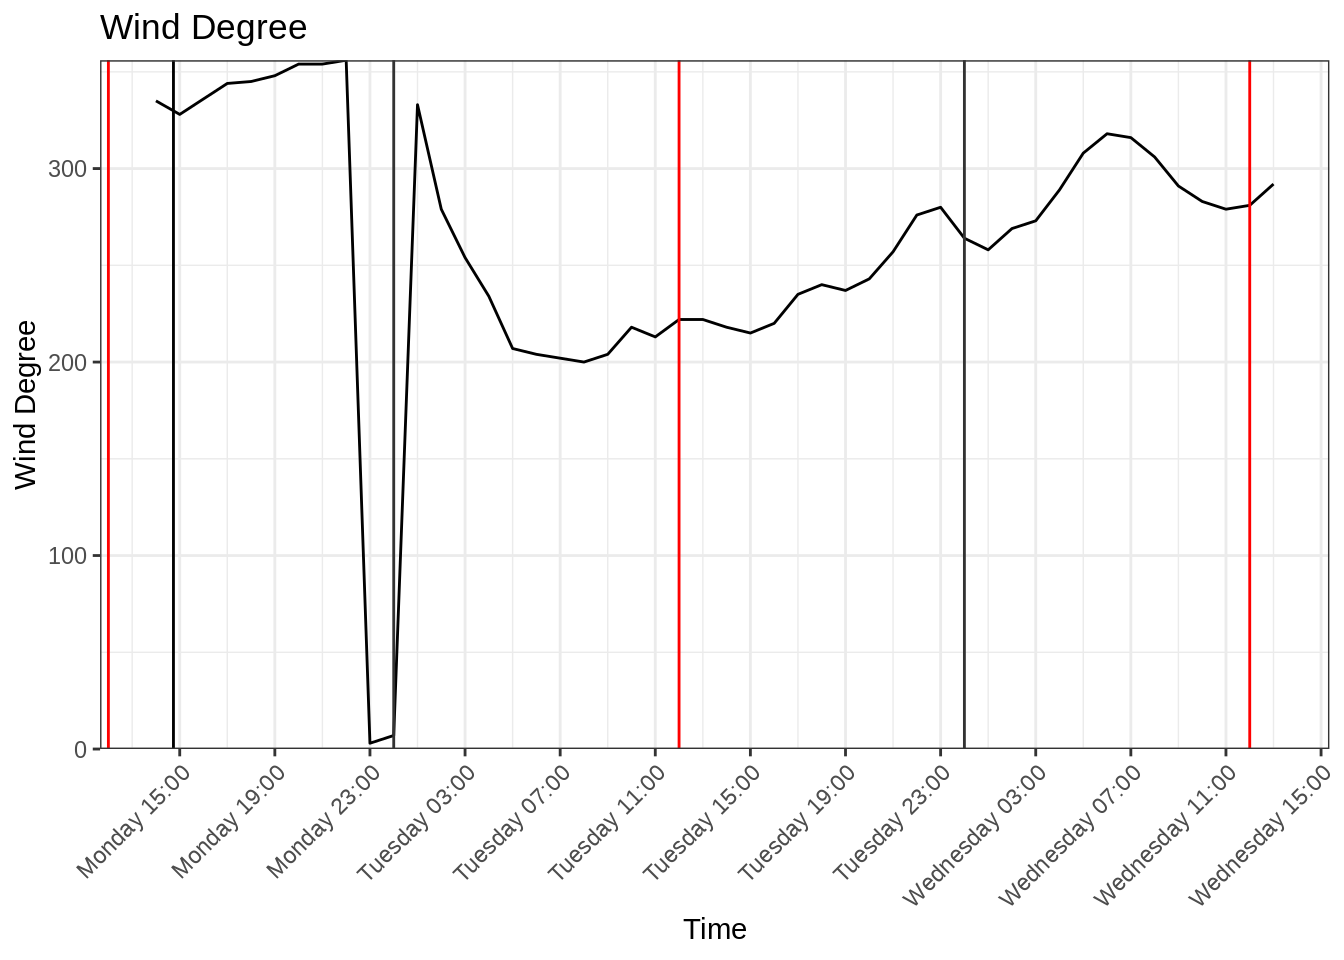 Wind Degree
Wind Degree
300
200
100
0
Monday 15:00
Monday 19:00
Monday 23:00
Tuesday 03:00
Tuesday 07:00
Tuesday 11:00
Tuesday 15:00
Tuesday 19:00
Tuesday 23:00
Wednesday 03:00
Wednesday 07:00
Wednesday 11:00
Wednesday 15:00
Time